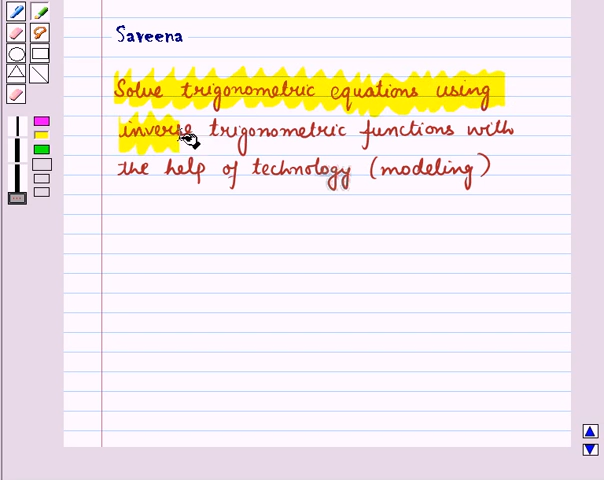 Saveena
Solve trigonometric equations using
inverse trigonometric functions with
the help of technology (modeling)